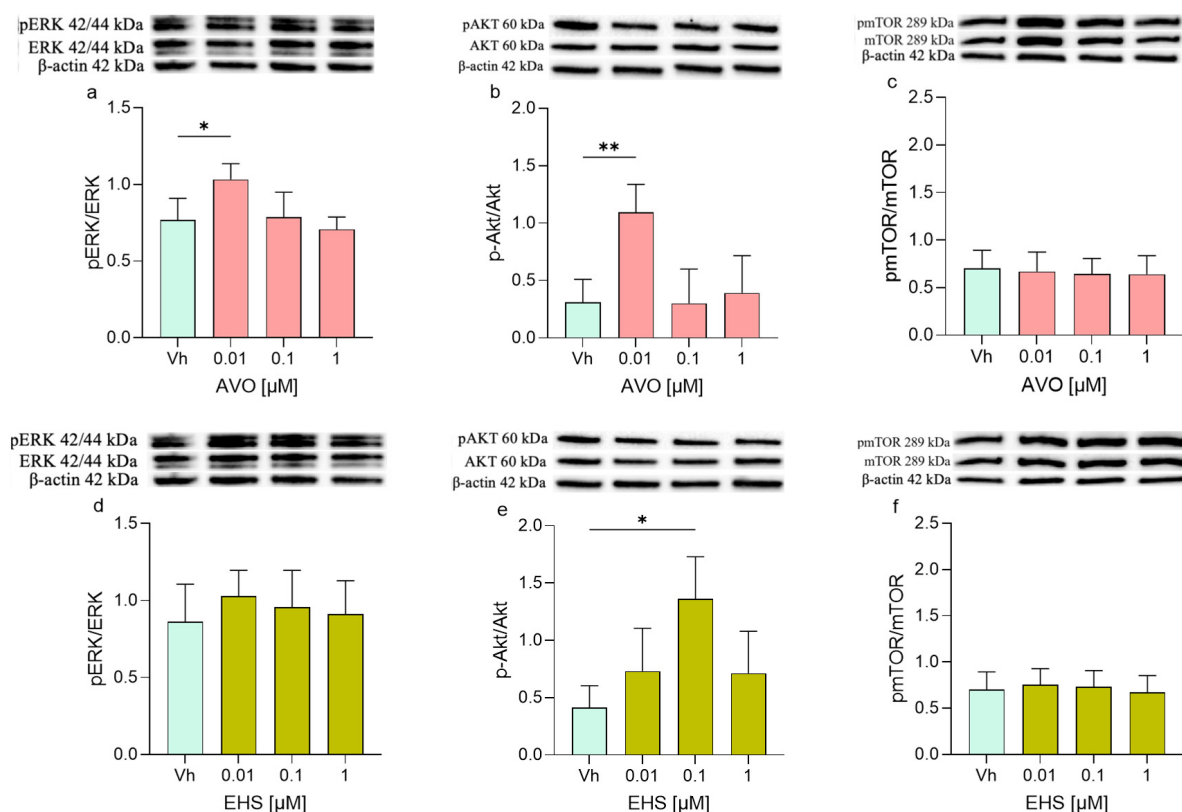 pERK 42/44 kDa
ERK 42/44 kDa
β-actin 42 kDa
a
1.5
1.0
0.5
0.0
pERK/ERK
*
Vh 0.01 0.1 1
AVO [µM]
pAKT 60 kDa
AKT 60 kDa
β-actin 42 kDa
b
2.0
1.5
1.0
0.5
0.0
p-Akt/Akt
**
Vh 0.01 0.1 1
AVO [µM]
pmTOR 289 kDa
mTOR 289 kDa
β-actin 42 kDa
c
2.5
2.0
1.5
1.0
0.5
0.0
pmTOR/mTOR
Vh 0.01 0.1 1
AVO [µM]
pERK 42/44 kDa
ERK 42/44 kDa
β-actin 42 kDa
d
1.5
1.0
0.5
0.0
pERK/ERK
Vh 0.01 0.1 1
EHS [µM]
pAKT 60 kDa
AKT 60 kDa
β-actin 42 kDa
e
2.0
1.5
1.0
0.5
0.0
p-Akt/Akt
*
Vh 0.01 0.1 1
EHS [µM]
pmTOR 289 kDa
mTOR 289 kDa
β-actin 42 kDa
f
2.5
2.0
1.5
1.0
0.5
0.0
pmTOR/mTOR
Vh 0.01 0.1 1
EHS [µM]